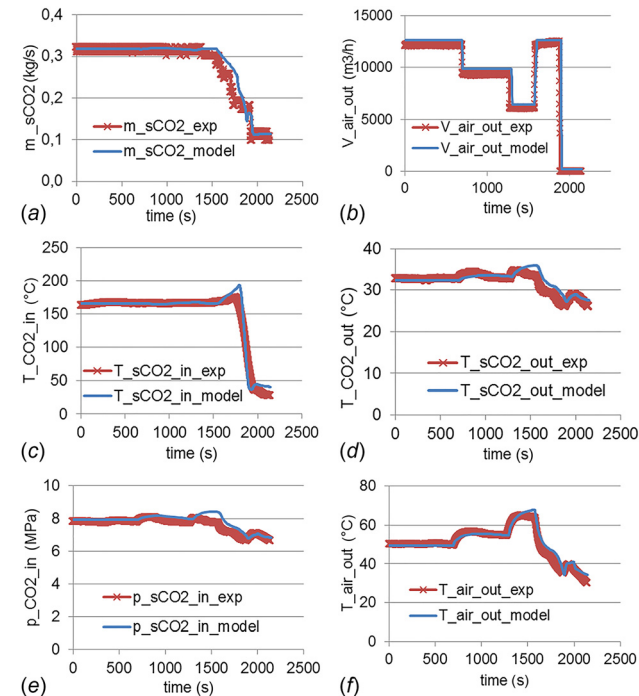 0,4
0,3
0,2
0,1
0,0
m_sCO2 (kg/s)
m_sCO2_exp
m_sCO2_model
0 500 1000 1500 2000 2500
time (s)
(a)
15000
10000
5000
0
V_air_out (m3/h)
V_air_out_exp
V_air_out_model
0 1000 2000
time (s)
(b)
200
150
100
50
0
T_CO2_in (°C)
T_sCO2_in_exp
T_sCO2_in_model
0 500 1000 1500 2000 2500
time (s)
(c)
40
30
20
10
0
T_CO2_out (°C)
T_sCO2_out_exp
T_sCO2_out_model
0 500 1000 1500 2000 2500
time (s)
(d)
10
8
6
4
2
0
p_CO2_in (MPa)
p_sCO2_in_exp
p_sCO2_in_model
0 500 1000 1500 2000 2500
time (s)
(e)
80
60
40
20
0
T_air_out (°C)
T_air_out_exp
T_air_out_model
0 500 1000 1500 2000 2500
time (s)
(f)